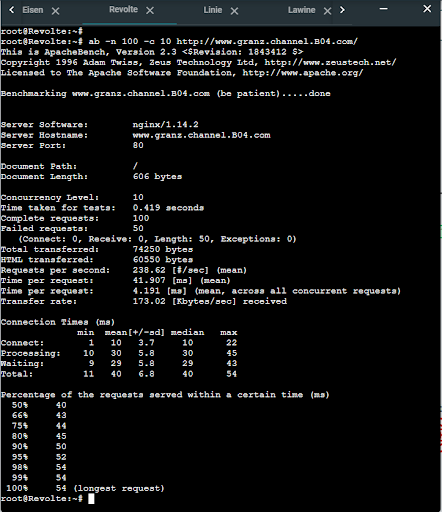 Eisen Revolte Linie Lawine
root@Revolte:~#
root@Revolte:~# ab -n 100 -c 10 http://www.granz.channel.B04.com/
This is ApacheBench, Version 2.3 <$Revision: 1843412 $>
Copyright 1996 Adam Twiss, Zeus Technology Ltd, http://www.zeustech.net/
Licensed to The Apache Software Foundation, http://www.apache.org/
Benchmarking www.granz.channel.B04.com (be patient).....done
Server Software: nginx/1.14.2
Server Hostname: www.granz.channel.B04.com
Server Port: 80
Document Path: /
Document Length: 606 bytes
Concurrency Level: 10
Time taken for tests: 0.419 seconds
Complete requests: 100
Failed requests: 50
(Connect: 0, Receive: 0, Length: 50, Exceptions: 0)
Total transferred: 74250 bytes
HTML transferred: 60550 bytes
Requests per second: 238.62 [#/sec] (mean)
Time per request: 41.907 [ms] (mean)
Time per request: 4.191 [ms] (mean, across all concurrent requests)
Transfer rate: 173.02 [Kbytes/sec] received
Connection Times (ms)
min mean[+/-sd] median max
Connect: 1 10 3.7 10 22
Processing: 10 30 5.8 30 45
Waiting: 9 29 5.8 29 43
Total: 11 40 6.8 40 54
Percentage of the requests served within a certain time (ms)
50% 40
66% 43
75% 44
80% 45
90% 50
95% 52
98% 54
99% 54
100% 54 (longest request)
root@Revolte:~#